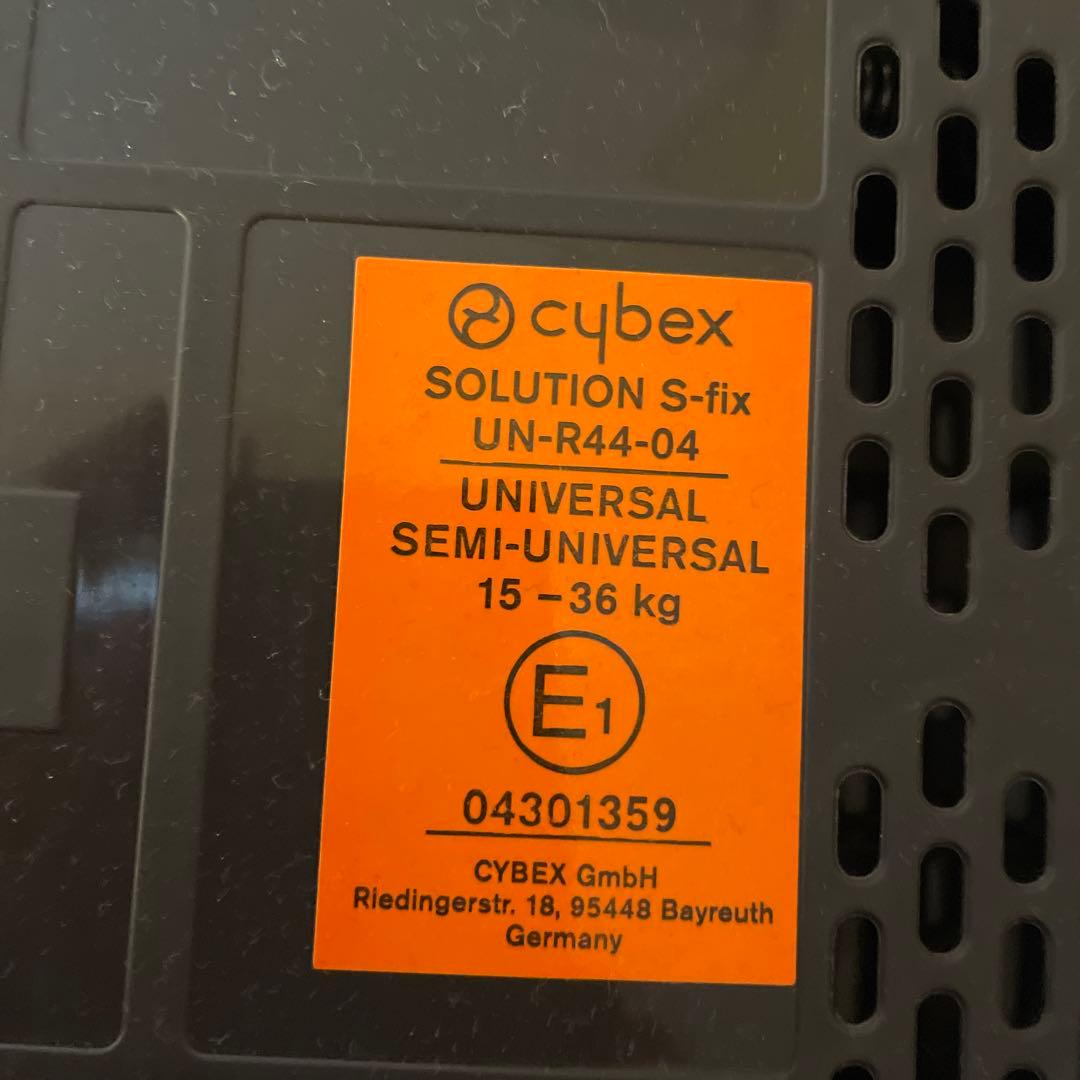 cybex
SOLUTION S-fix
UN-R44-04
UNIVERSAL
SEMI-UNIVERSAL
15 – 36 kg
E1
04301359
CYBEX GmbH
Riedingerstr. 18, 95448 Bayreuth
Germany